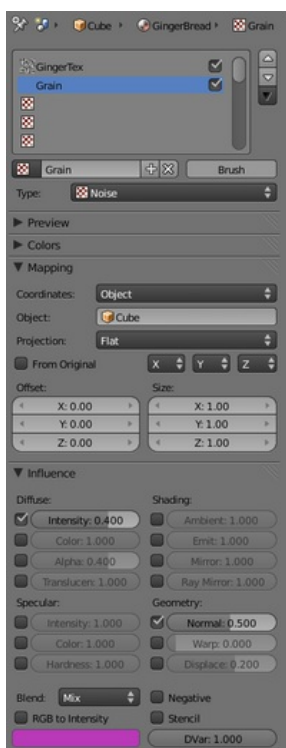 Cube GingerBread Grain
GingerTex
Grain
Grain Brush
Type: Noise
Preview
Colors
Mapping
Coordinates: Object
Object: Cube
Projection: Flat
From Original X Y Z
Offset: Size:
X: 0.00 X: 1.00
Y: 0.00 Y: 1.00
Z: 0.00 Z: 1.00
Influence
Diffuse: Shading:
Intensity: 0.400 Ambient: 1.000
Color: 1.000 Emit: 1.000
Alpha: 0.400 Mirror: 1.000
Translucen: 1.000 Ray Mirror: 1.000
Specular: Geometry:
Intensity: 1.000 Normal: 0.500
Color: 1.000 Warp: 0.000
Hardness: 1.000 Displace: 0.200
Blend: Mix Negative
RGB to Intensity Stencil
DVar: 1.000